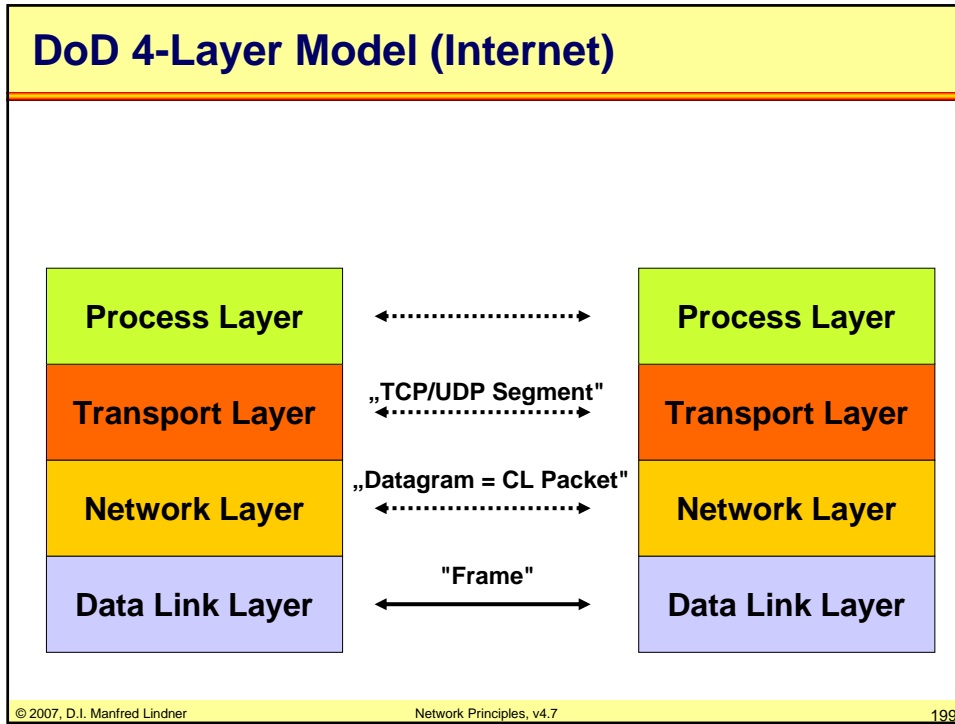 DoD 4-Layer Model (Internet)
Process Layer
Process Layer
„TCP/UDP Segment"
Transport Layer
Transport Layer
„Datagram = CL Packet"
Network Layer
Network Layer
"Frame"
Data Link Layer
Data Link Layer
© 2007, D.I. Manfred Lindner
Network Principles, v4.7
199